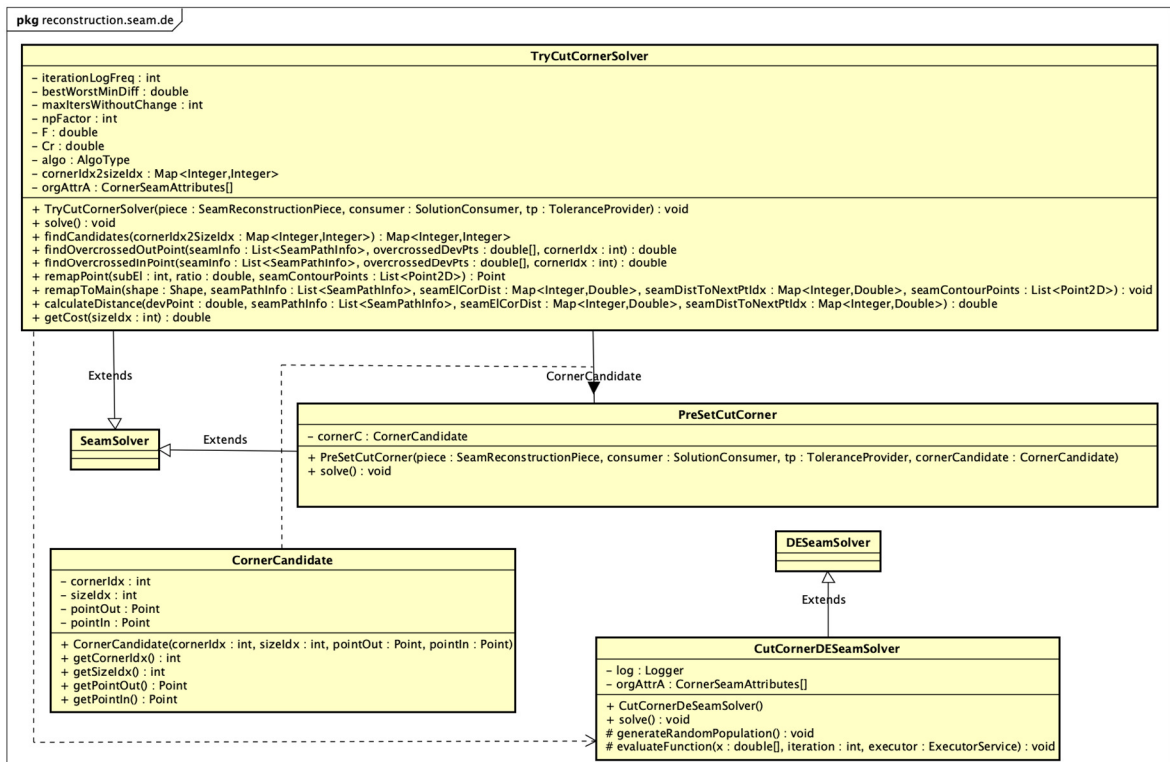 pkg reconstruction.seam.de
TryCutCornerSolver
- iterationLogFreq : int
- bestWorstMinDiff : double
- maxItersWithoutChange : int
- npFactor : int
- F : double
- Cr : double
- algo : AlgoType
- cornerIdx2sizeIdx : Map<Integer,Integer>
- orgAttrA : CornerSeamAttributes[]
+ TryCutCornerSolver(piece : SeamReconstructionPiece, consumer : SolutionConsumer, tp : ToleranceProvider) : void
+ solve() : void
+ findCandidates(cornerIdx2SizeIdx : Map<Integer,Integer>) : Map<Integer,Integer>
+ findOvercrossedOutPoint(seamInfo : List<SeamPathInfo>, overcrossedDevPts : double[], cornerIdx : int) : double
+ findOvercrossedInPoint(seamInfo : List<SeamPathInfo>, overcrossedDevPts : double[], cornerIdx : int) : double
+ remapPoint(subEl : int, ratio : double, seamContourPoints : List<Point2D>) : Point
+ remapToMain(shape : Shape, seamPathInfo : List<SeamPathInfo>, seamElCorDist : Map<Integer,Double>, seamDistToNextPtIdx : Map<Integer,Double>, seamContourPoints : List<Point2D>) : void
+ calculateDistance(devPoint : double, seamPathInfo : List<SeamPathInfo>, seamElCorDist : Map<Integer,Double>, seamDistToNextPtIdx : Map<Integer,Double>) : double
+ getCost(sizeIdx : int) : double
Extends
CornerCandidate
SeamSolver
Extends
PreSetCutCorner
- cornerC : CornerCandidate
+ PreSetCutCorner(piece : SeamReconstructionPiece, consumer : SolutionConsumer, tp : ToleranceProvider, cornerCandidate : CornerCandidate)
+ solve() : void
CornerCandidate
- cornerIdx : int
- sizeIdx : int
- pointOut : Point
- pointIn : Point
+ CornerCandidate(cornerIdx : int, sizeIdx : int, pointOut : Point, pointIn : Point)
+ getCornerIdx() : int
+ getSizeIdx() : int
+ getPointOut() : Point
+ getPointIn() : Point
DESeamSolver
Extends
CutCornerDESeamSolver
- log : Logger
- orgAttrA : CornerSeamAttributes[]
+ CutCornerDeSeamSolver()
+ solve() : void
# generateRandomPopulation() : void
# evaluateFunction(x : double[], iteration : int, executor : ExecutorService) : void